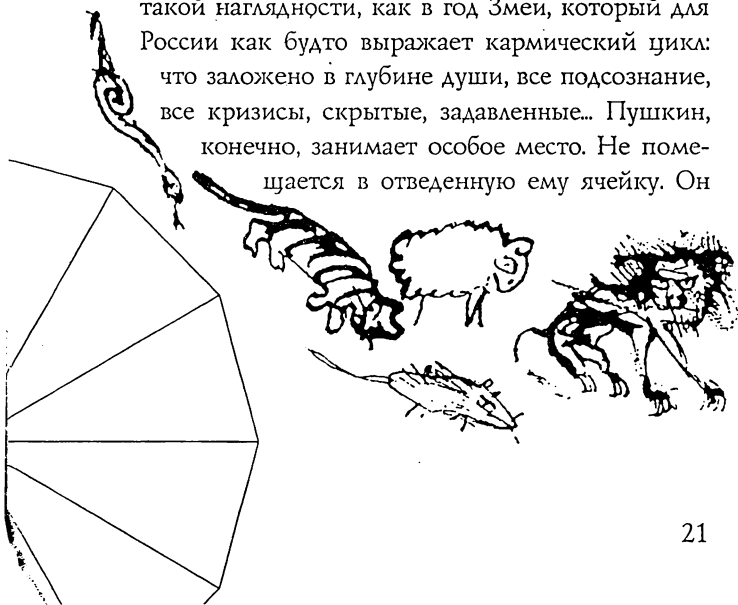 такой наглядности, как в год Змеи, который для
России как будто выражает кармический цикл:
что заложено в глубине души, все подсознание,
все кризисы, скрытые, задавленные... Пушкин,
конечно, занимает особое место. Не поме-
щается в отведенную ему ячейку. Он
21